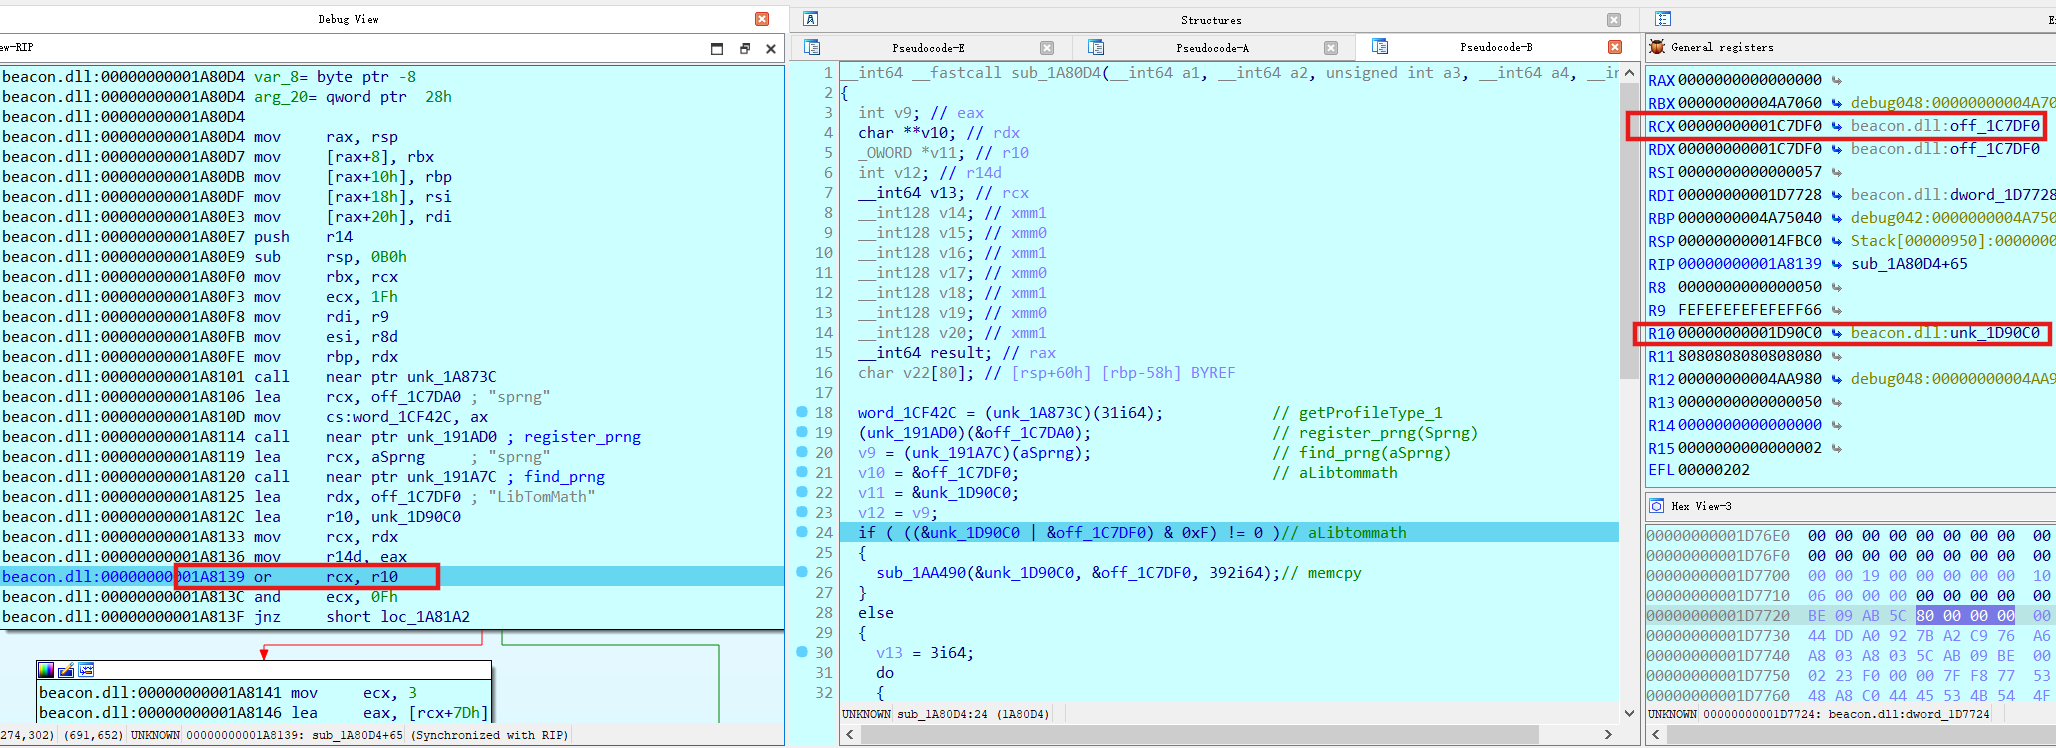 Debug View
ew-RIP
beacon.dll:00000000001A80D4 var_8= byte ptr -8
beacon.dll:00000000001A80D4 arg_20= qword ptr  28h
beacon.dll:00000000001A80D4
beacon.dll:00000000001A80D4 mov rax, rsp
beacon.dll:00000000001A80D7 mov [rax+8], rbx
beacon.dll:00000000001A80DB mov [rax+10h], rbp
beacon.dll:00000000001A80DF mov [rax+18h], rsi
beacon.dll:00000000001A80E3 mov [rax+20h], rdi
beacon.dll:00000000001A80E7 push r14
beacon.dll:00000000001A80E9 sub rsp, 0B0h
beacon.dll:00000000001A80F0 mov rbx, rcx
beacon.dll:00000000001A80F3 mov ecx, 1Fh
beacon.dll:00000000001A80F8 mov rdi, r9
beacon.dll:00000000001A80FB mov esi, r8d
beacon.dll:00000000001A80FE mov rbp, rdx
beacon.dll:00000000001A8101 call near ptr unk_1A873C
beacon.dll:00000000001A8106 lea rcx, off_1C7DA0 ; "sprng"
beacon.dll:00000000001A810D mov cs:word_1CF42C, ax
beacon.dll:00000000001A8114 call near ptr unk_191AD0 ; register_prng
beacon.dll:00000000001A8119 lea rcx, aSprng ; "sprng"
beacon.dll:00000000001A8120 call near ptr unk_191A7C ; find_prng
beacon.dll:00000000001A8125 lea rdx, off_1C7DF0 ; "LibTomMath"
beacon.dll:00000000001A812C lea r10, unk_1D90C0
beacon.dll:00000000001A8133 mov rcx, rdx
beacon.dll:00000000001A8136 mov r14d, eax
beacon.dll:00000000001A8139 or rcx, r10
beacon.dll:00000000001A813C and ecx, 0Fh
beacon.dll:00000000001A813F jnz short loc_1A81A2
beacon.dll:00000000001A8141 mov ecx, 3
beacon.dll:00000000001A8146 lea eax, [rcx+7Dh]
274,302) (691,652) UNKNOWN 00000000001A8139: sub_1A80D4+65 (Synchronized with RIP)
Structures
Pseudocode-E
Pseudocode-A
Pseudocode-B
1 __int64 __fastcall sub_1A80D4(__int64 a1, __int64 a2, unsigned int a3, __int64 a4, __in
2 {
3 int v9; // eax
4 char **v10; // rdx
5 _OWORD *v11; // r10
6 int v12; // r14d
7 __int64 v13; // rcx
8 __int128 v14; // xmm1
9 __int128 v15; // xmm0
10 __int128 v16; // xmm1
11 __int128 v17; // xmm0
12 __int128 v18; // xmm1
13 __int128 v19; // xmm0
14 __int128 v20; // xmm1
15 __int64 result; // rax
16 char v22[80]; // [rsp+60h] [rbp-58h] BYREF
17
18 word_1CF42C = (unk_1A873C)(31i64); // getProfileType_1
19 (unk_191AD0)(&off_1C7DA0); // register_prng(Sprng)
20 v9 = (unk_191A7C)(aSprng); // find_prng(aSprng)
21 v10 = &off_1C7DF0; // aLibtommath
22 v11 = &unk_1D90C0;
23 v12 = v9;
24 if ( ((&unk_1D90C0 | &off_1C7DF0) & 0xF) != 0 )// aLibtommath
25 {
26 sub_1AA490(&unk_1D90C0, &off_1C7DF0, 392i64);// memcpy
27 }
28 else
29 {
30 v13 = 3i64;
31 do
32 {
UNKNOWN sub_1A80D4:24 (1A80D4)
General registers
RAX 0000000000000000
RBX 00000000004A7060 debug048:00000000004A70
RCX 00000000001C7DF0 beacon.dll:off_1C7DF0
RDX 00000000001C7DF0 beacon.dll:off_1C7DF0
RSI 0000000000000057
RDI 00000000001D7728 beacon.dll:dword_1D7728
RBP 0000000004A75040 debug042:0000000004A750
RSP 000000000014FBC0 Stack[00000950]:0000000
RIP 00000000001A8139 sub_1A80D4+65
R8 0000000000000050
R9 FEFEFEFEFEFEFF66
R10 00000000001D90C0 beacon.dll:unk_1D90C0
R11 8080808080808080
R12 00000000004AA980 debug048:00000000004AA9
R13 0000000000000050
R14 0000000000000000
R15 0000000000000002
EFL 00000202
Hex View-3
00000000001D76E0 00 00 00 00 00 00 00 00 00
00000000001D76F0 00 00 00 00 00 00 00 00 00
00000000001D7700 00 00 19 00 00 00 00 00 10
00000000001D7710 06 00 00 00 00 00 00 00 00
00000000001D7720 BE 09 AB 5C 80 00 00 00 00
00000000001D7730 44 DD A0 92 7B A2 C9 76 A6
00000000001D7740 A8 03 A8 03 5C AB 09 BE 00
00000000001D7750 02 23 F0 00 00 7F F8 77 53
00000000001D7760 48 A8 C0 44 45 53 4B 54 4F
UNKNOWN 00000000001D7724: beacon.dll:dword_1D7724